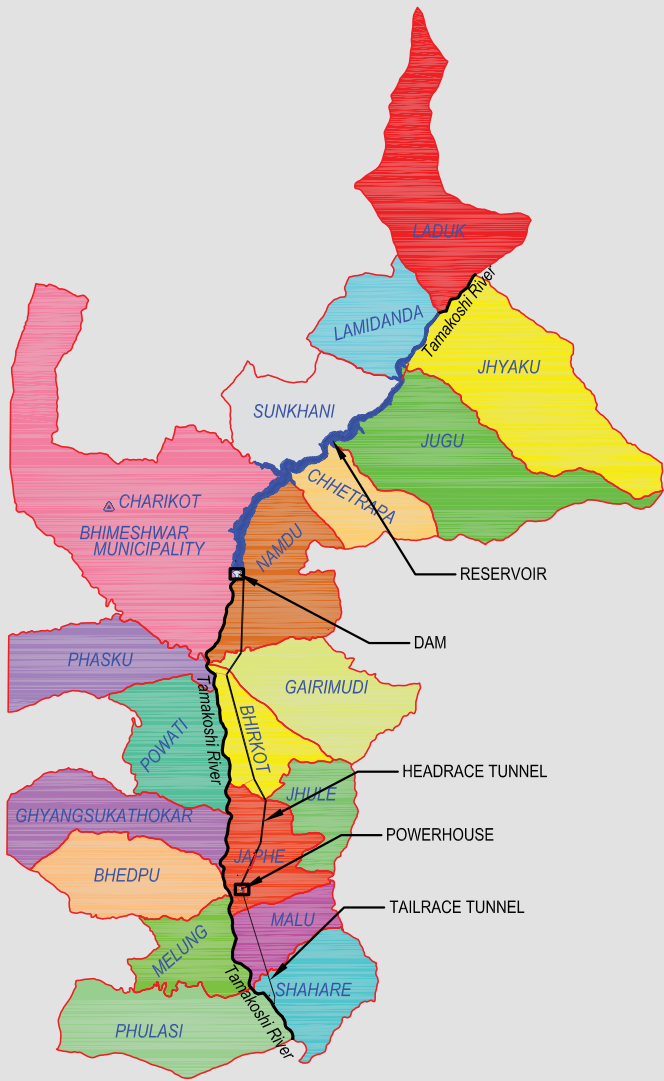 LADUK
Tamakoshi River
LAMIDANDA
JHYAKU
SUNKHANI
JUGU
CHHETRAPA
CHARIKOT
BHIMESHWAR
MUNICIPALITY
NAMDU
RESERVOIR
DAM
PHASKU
GAIRIMUDI
Tamakoshi River
BHIRKOT
POWATI
HEADRACE TUNNEL
JHULE
GHYANGSUKATHOKAR
POWERHOUSE
JAPHE
BHEDPU
TAILRACE TUNNEL
MALU
MELUNG
SHAHARE
Tamakoshi River
PHULASI